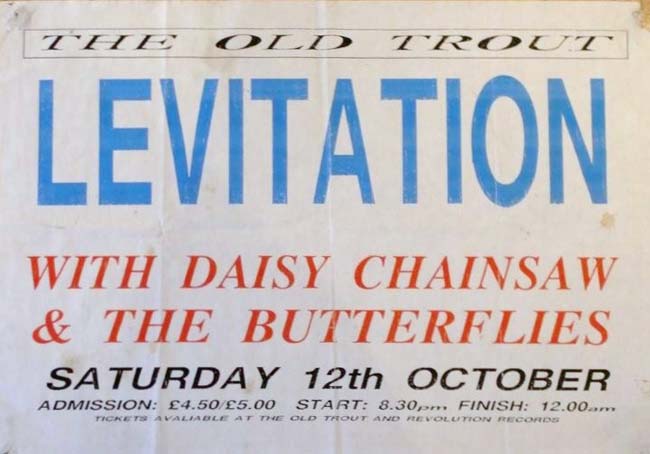 THE OLD TROUT
LEVITATION
WITH DAISY CHAINSAW
& THE BUTTERFLIES
SATURDAY 12th OCTOBER
ADMISSION: £4.50/£5.00 START: 8.30pm FINISH: 12.00am
TICKETS AVALIABLE AT THE OLD TROUT AND REVOLUTION RECORDS